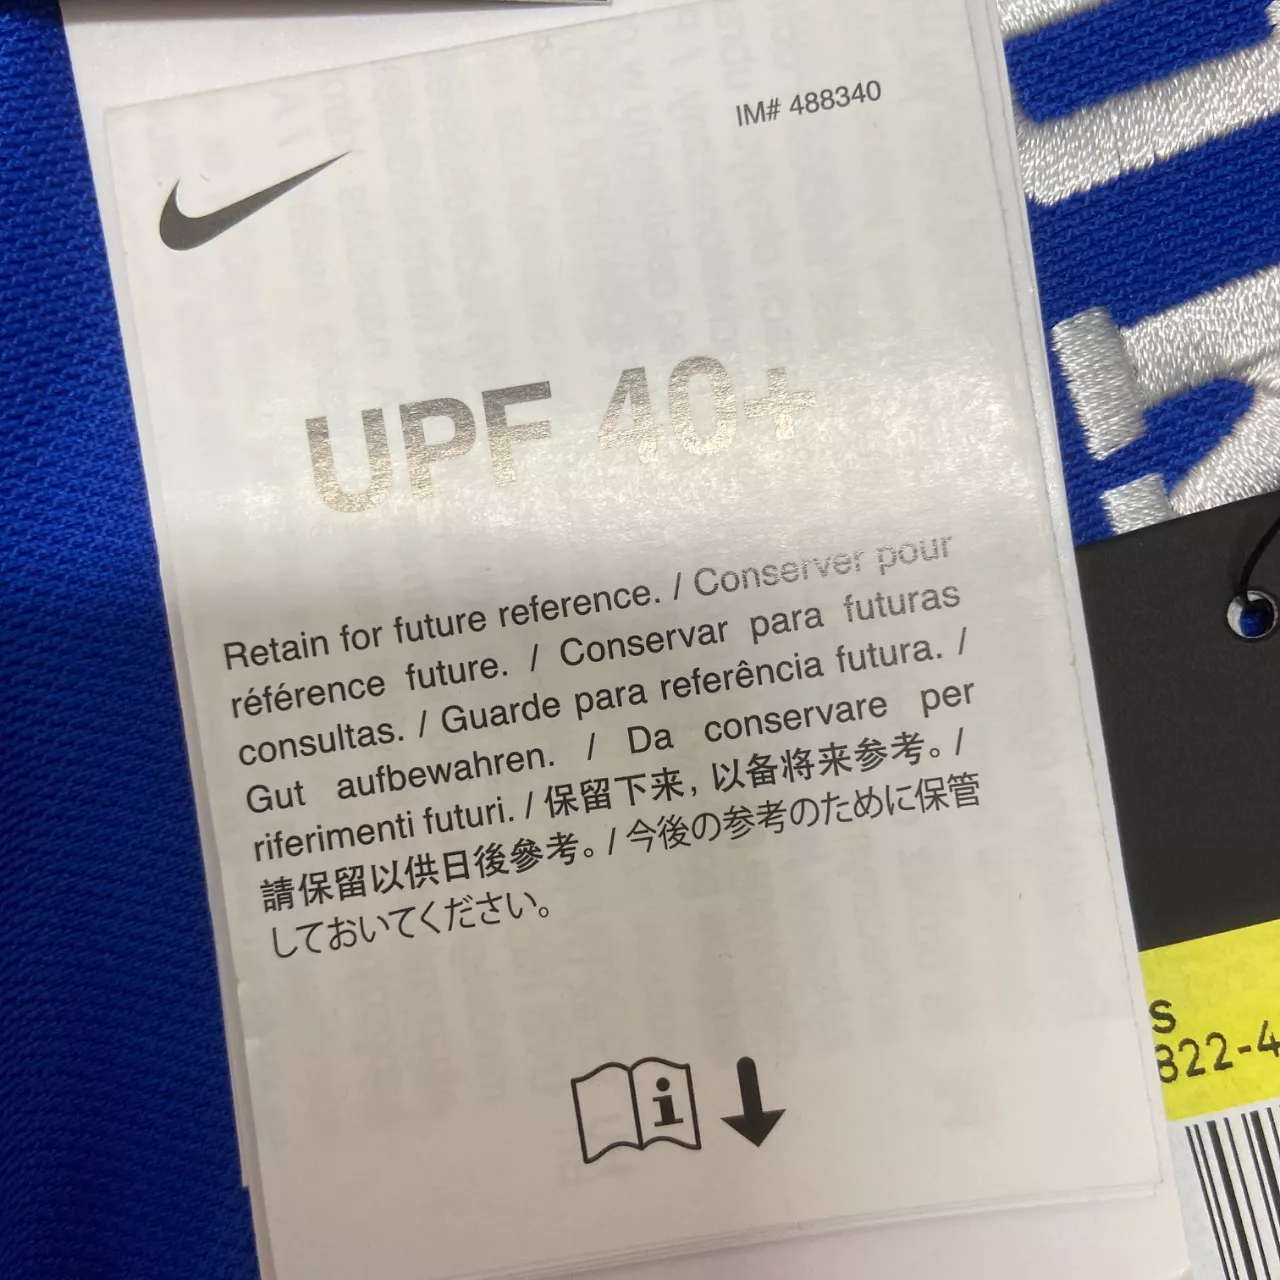 IM# 488340
UPF 40+
Retain for future reference. / Conserver pour
référence future. / Conservar para futuras
consultas. / Guarde para referência futura. /
Gut aufbewahren. / Da conservare per
riferimenti futuri. / 保留下来，以备将来参考。 /
請保留以供日後參考。 / 今後の参考のために保管
しておいてください。
i
S
822-4